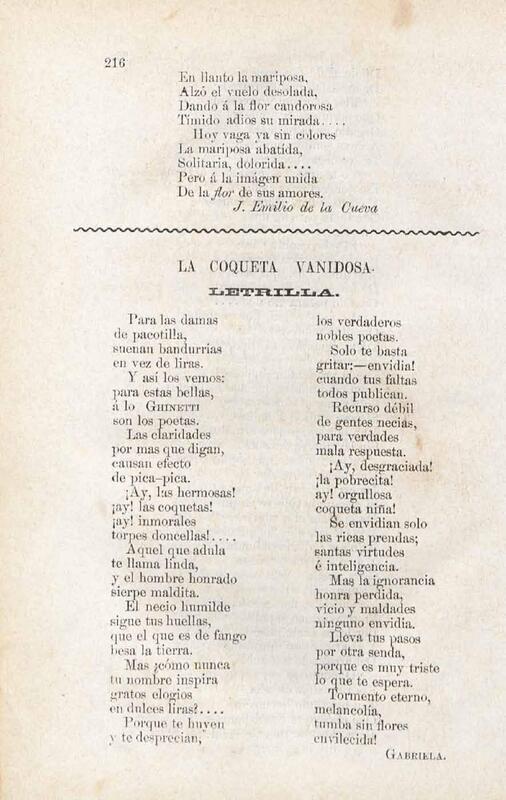 216
En llanto la mariposa,
Alzó el vuelo desolada,
Dando á la flor candorosa
Tímido adios su mirada....
Hoy vaga ya sin colores
La mariposa abatida,
Solitaria, dolorida....
Pero á la imágen unida
De la flor de sus amores.
J. Emilio de la Cueva
LA COQUETA VANIDOSA.
LETRILLA.
Para las damas
de pacotilla,
suenan bandurrias
en vez de liras.
Y así los vemos:
para estas bellas,
á lo GHINETTI
son los poetas.
Las claridades
por mas que digan,
causan efecto
de pica-pica.
¡Ay, las hermosas!
¡ay! las coquetas!
¡ay! inmorales
torpes doncellas!....
Aquel que adula
te llama linda,
y el hombre honrado
sierpe maldita.
El necio humilde
sigue tus huellas,
que el que es de fango
besa la tierra.
Mas ¿cómo nunca
tu nombre inspira
gratos elogios
en dulces liras?....
Porque te huyen
y te desprecian,
los verdaderos
nobles poetas.
Solo te basta
gritar:—envidia!
cuando tus faltas
todos publican.
Recurso débil
de gentes necias,
para verdades
mala respuesta.
¡Ay, desgraciada!
¡la pobrecita!
ay! orgullosa
coqueta niña!
Se envidian solo
las ricas prendas;
santas virtudes
é inteligencia.
Mas la ignorancia
honra perdida,
vicio y maldades
ninguno envidia.
Lleva tus pasos
por otra senda,
porque es muy triste
lo que te espera.
Tormento eterno,
melancolía,
tumba sin flores
envilecida!
GABRIELA.